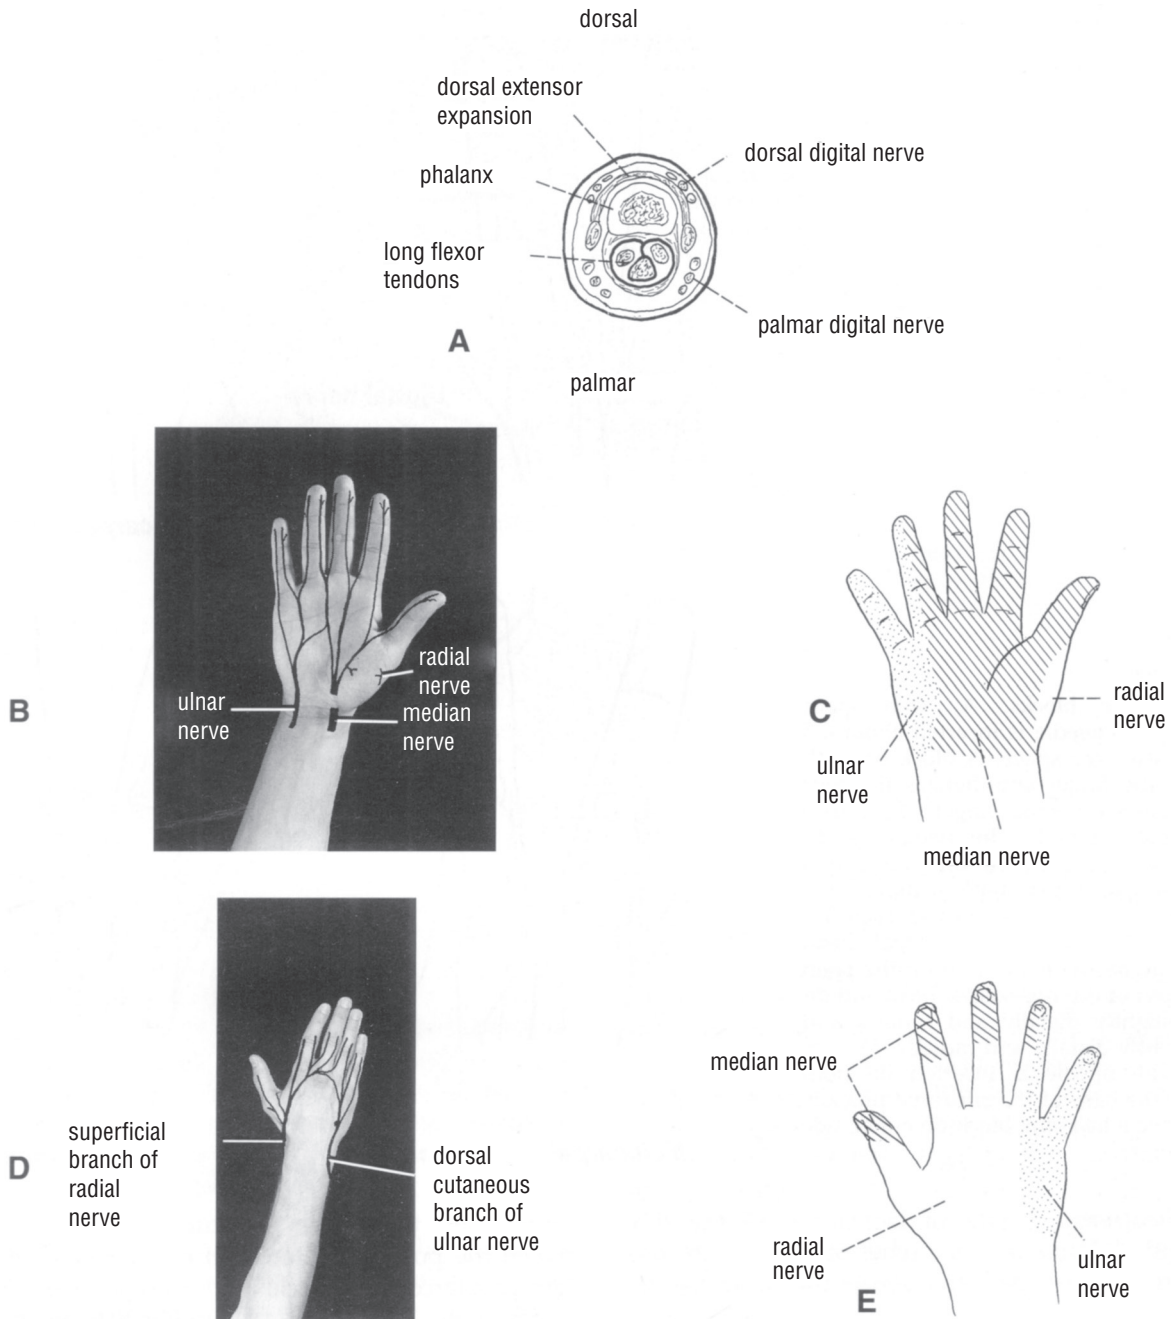 dorsal
dorsal extensor
expansion
dorsal digital nerve
phalanx
long flexor
tendons
palmar digital nerve
A
palmar
B
ulnar
nerve
radial
nerve
median
nerve
C
radial
nerve
ulnar
nerve
median nerve
D
superficial
branch of
radial
nerve
dorsal
cutaneous
branch of
ulnar nerve
median nerve
radial
nerve
ulnar
nerve
E